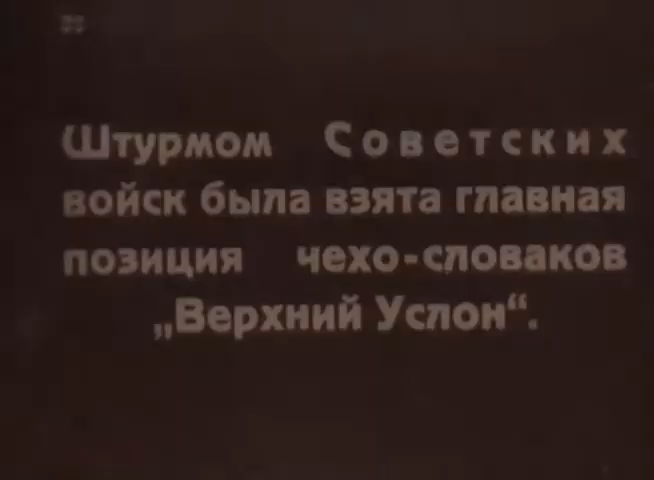 Штурмом Советских
войск была взята главная
позиция чехо-словаков
„Верхний Услон“.